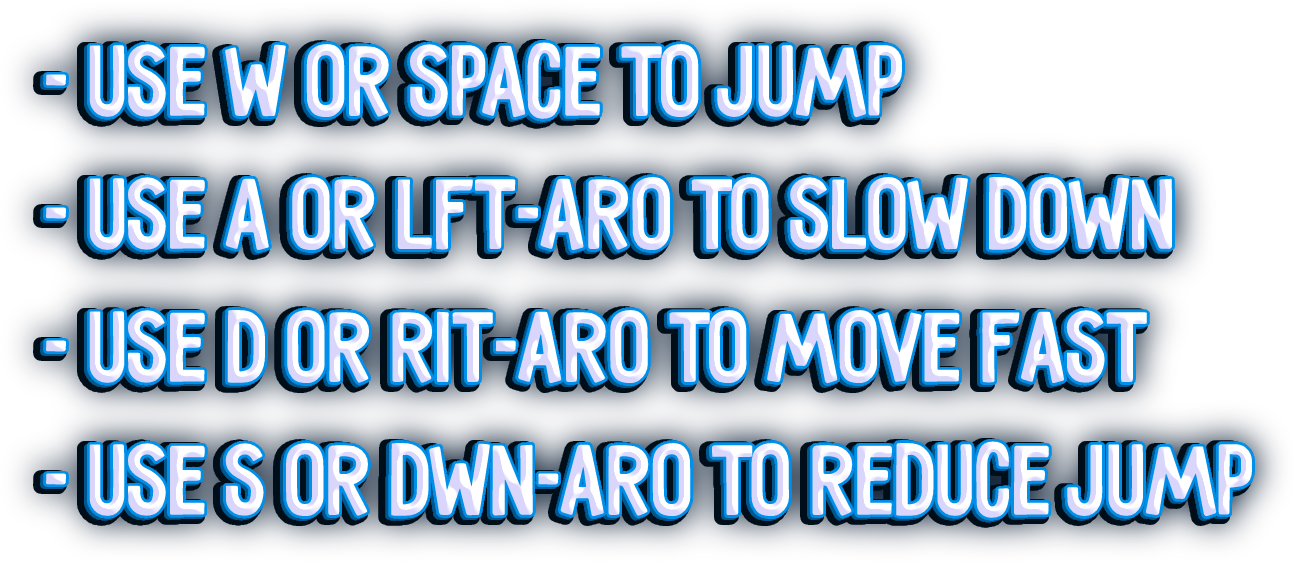 - USE W OR SPACE TO JUMP
- USE A OR LFT-ARO TO SLOW DOWN
- USE D OR RIT-ARO TO MOVE FAST
- USE S OR DWN-ARO TO REDUCE JUMP